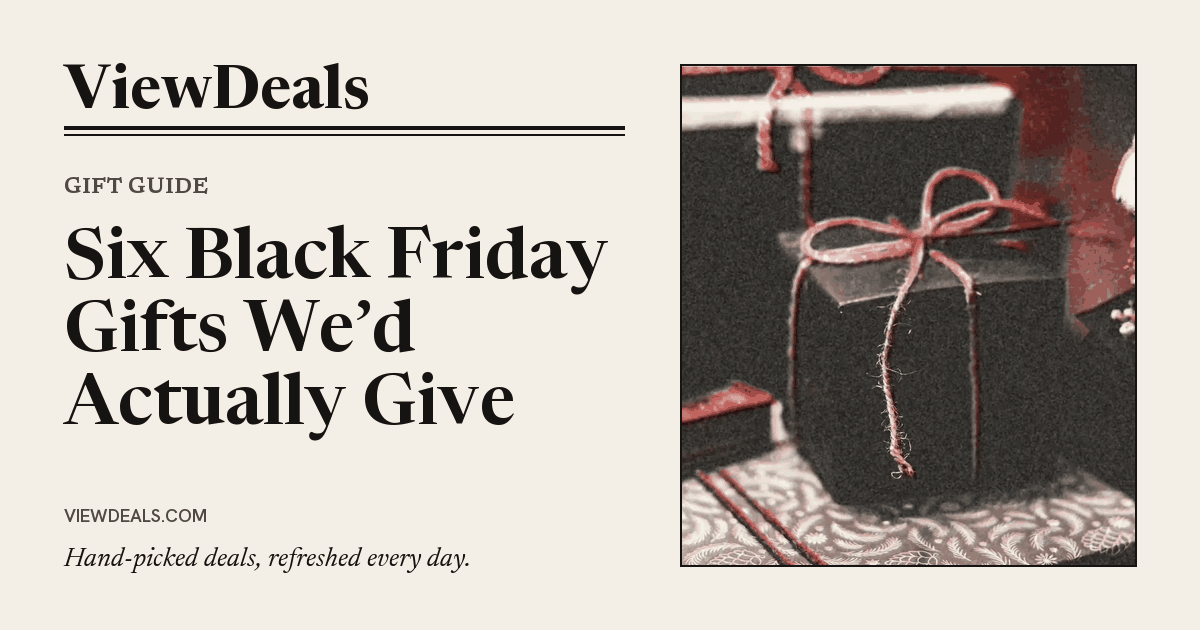 ViewDeals
GIFT GUIDE
Six Black Friday
Gifts We’d
Actually Give
VIEWDEALS.COM
Hand-picked deals, refreshed every day.